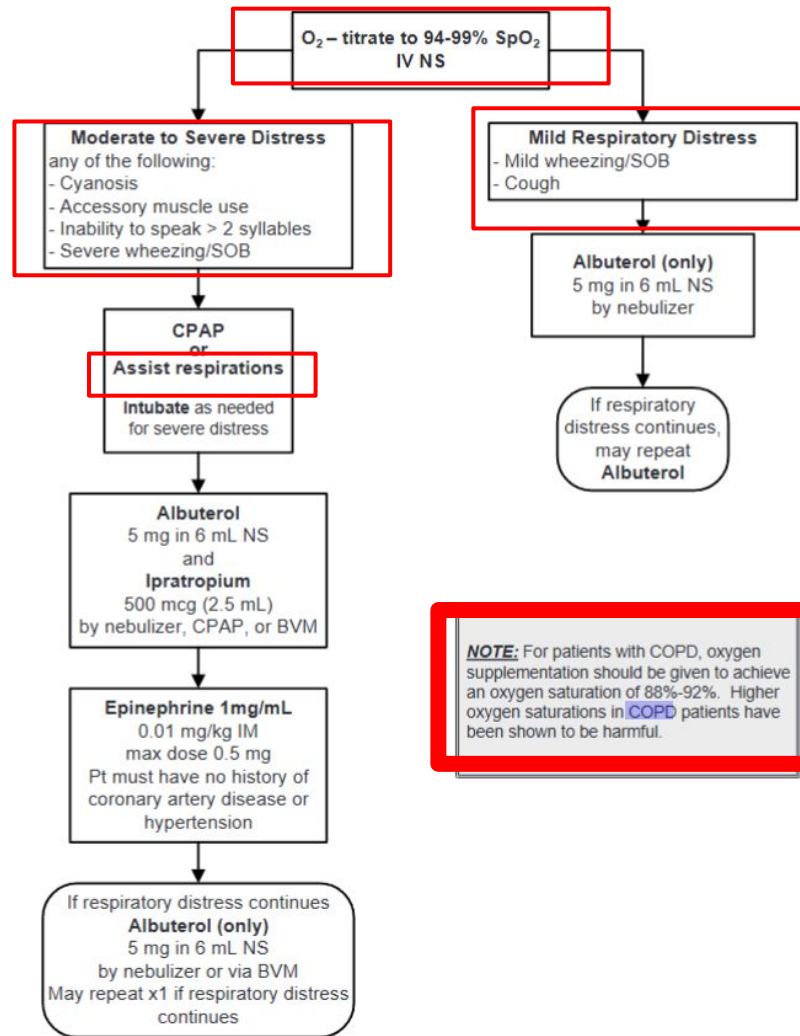 O₂ – titrate to 94-99% SpO₂
IV NS
Moderate to Severe Distress
any of the following:
- Cyanosis
- Accessory muscle use
- Inability to speak > 2 syllables
- Severe wheezing/SOB
CPAP
or
Assist respirations
Intubate as needed
for severe distress
Albuterol
5 mg in 6 mL NS
and
Ipratropium
500 mcg (2.5 mL)
by nebulizer, CPAP, or BVM
Epinephrine 1mg/mL
0.01 mg/kg IM
max dose 0.5 mg
Pt must have no history of
coronary artery disease or
hypertension
If respiratory distress continues
Albuterol (only)
5 mg in 6 mL NS
by nebulizer or via BVM
May repeat x1 if respiratory distress
continues
Mild Respiratory Distress
- Mild wheezing/SOB
- Cough
Albuterol (only)
5 mg in 6 mL NS
by nebulizer
If respiratory
distress continues,
may repeat
Albuterol
NOTE: For patients with COPD, oxygen
supplementation should be given to achieve
an oxygen saturation of 88%-92%. Higher
oxygen saturations in COPD patients have
been shown to be harmful.